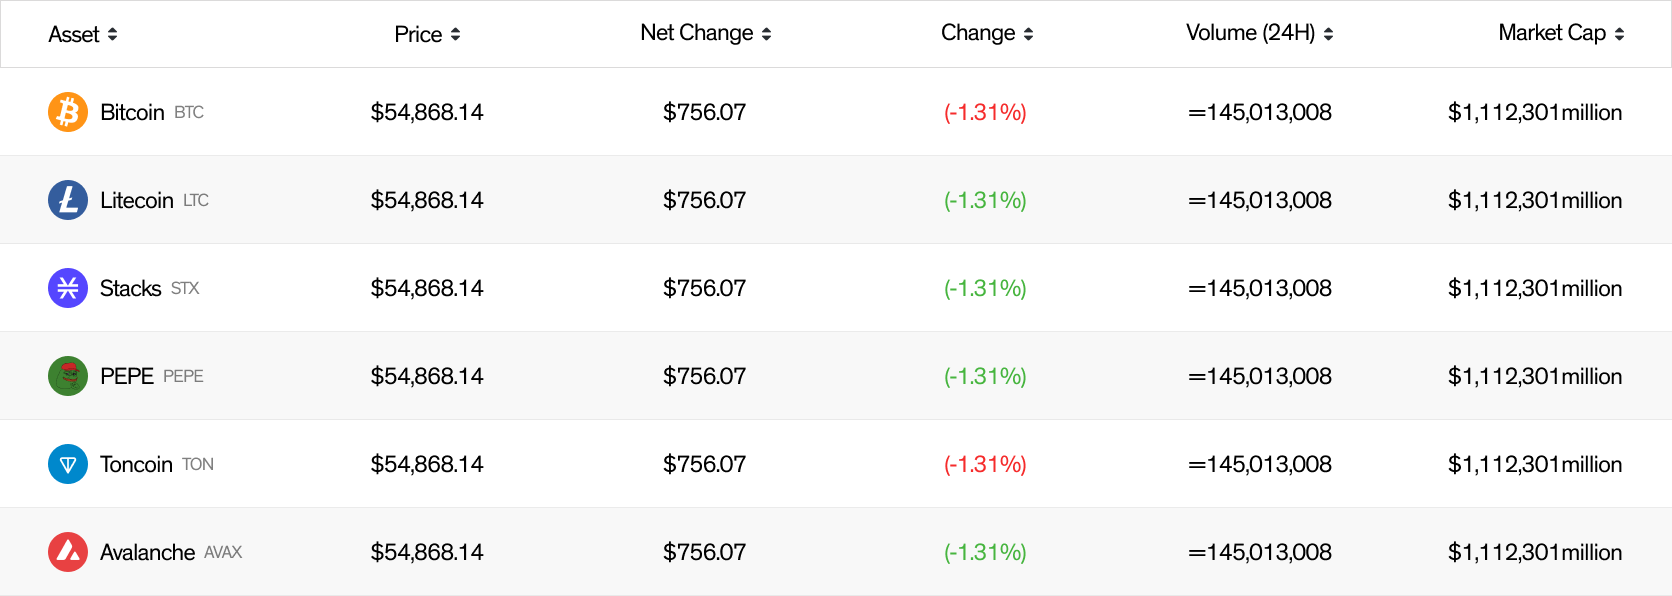 Asset Price Net Change Change Volume (24H) Market Cap
Bitcoin BTC $54,868.14 $756.07 (-1.31%) =145,013,008 $1,112,301million
Litecoin LTC $54,868.14 $756.07 (-1.31%) =145,013,008 $1,112,301million
Stacks STX $54,868.14 $756.07 (-1.31%) =145,013,008 $1,112,301million
PEPE PEPE $54,868.14 $756.07 (-1.31%) =145,013,008 $1,112,301million
Toncoin TON $54,868.14 $756.07 (-1.31%) =145,013,008 $1,112,301million
Avalanche AVAX $54,868.14 $756.07 (-1.31%) =145,013,008 $1,112,301million